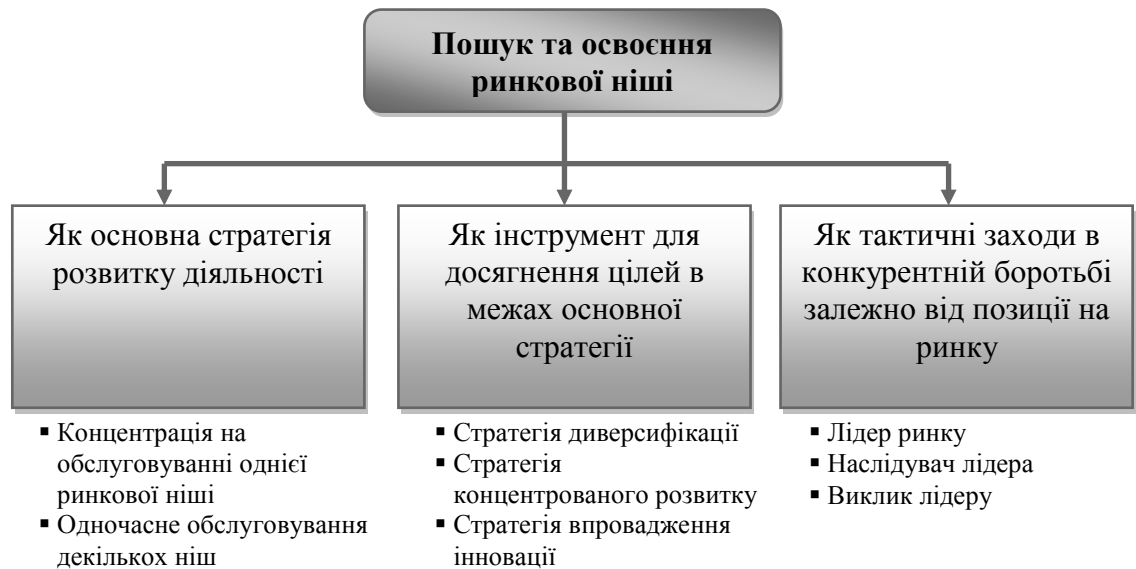 Пошук та освоєння
ринкової ніші
Як основна стратегія
розвитку діяльності
Як інструмент для
досягнення цілей в
межах основної
стратегії
Як тактичні заходи в
конкурентній боротьбі
залежно від позиції на
ринку
▪ Концентрація на
обслуговуванні однієї
ринкової ніші
▪ Одночасне обслуговування
декількох ніш
▪ Стратегія диверсифікації
▪ Стратегія
концентрованого розвитку
▪ Стратегія впровадження
інновації
▪ Лідер ринку
▪ Наслідувач лідера
▪ Виклик лідеру